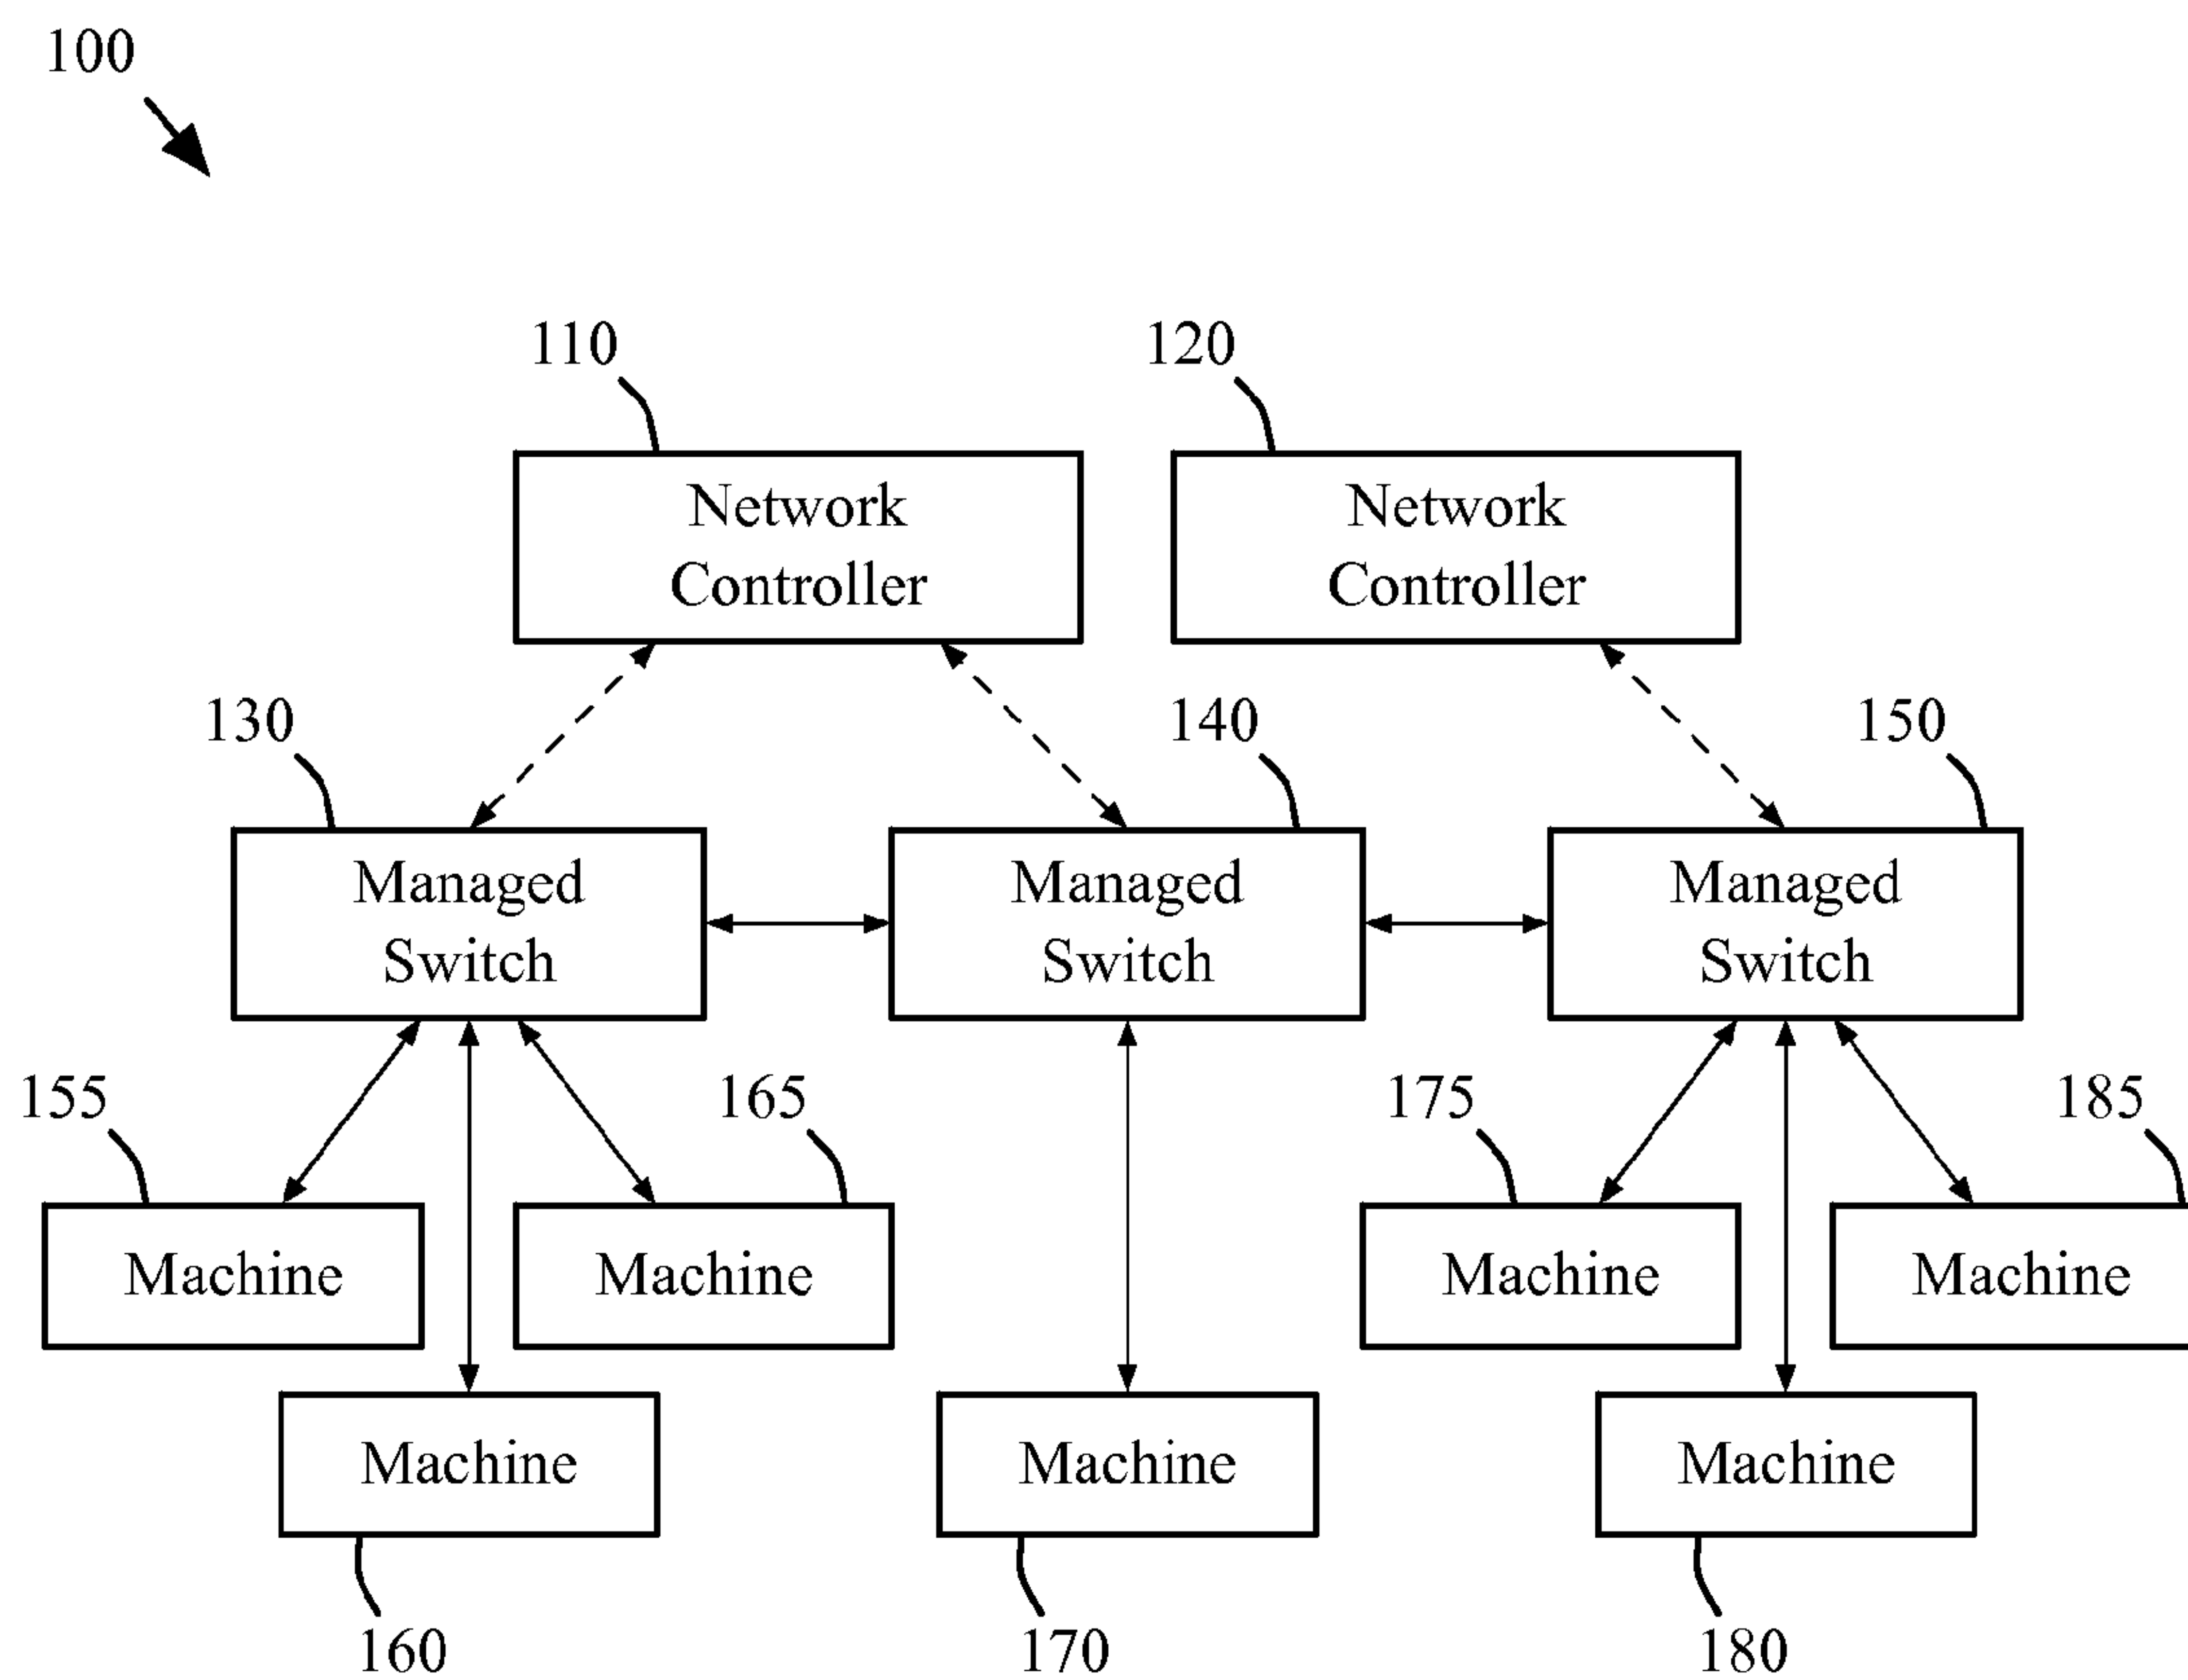 100
110
120
Network
Controller
Network
Controller
130
140
150
Managed
Switch
Managed
Switch
Managed
Switch
155
165
175
185
Machine
Machine
Machine
Machine
Machine
Machine
Machine
160
170
180